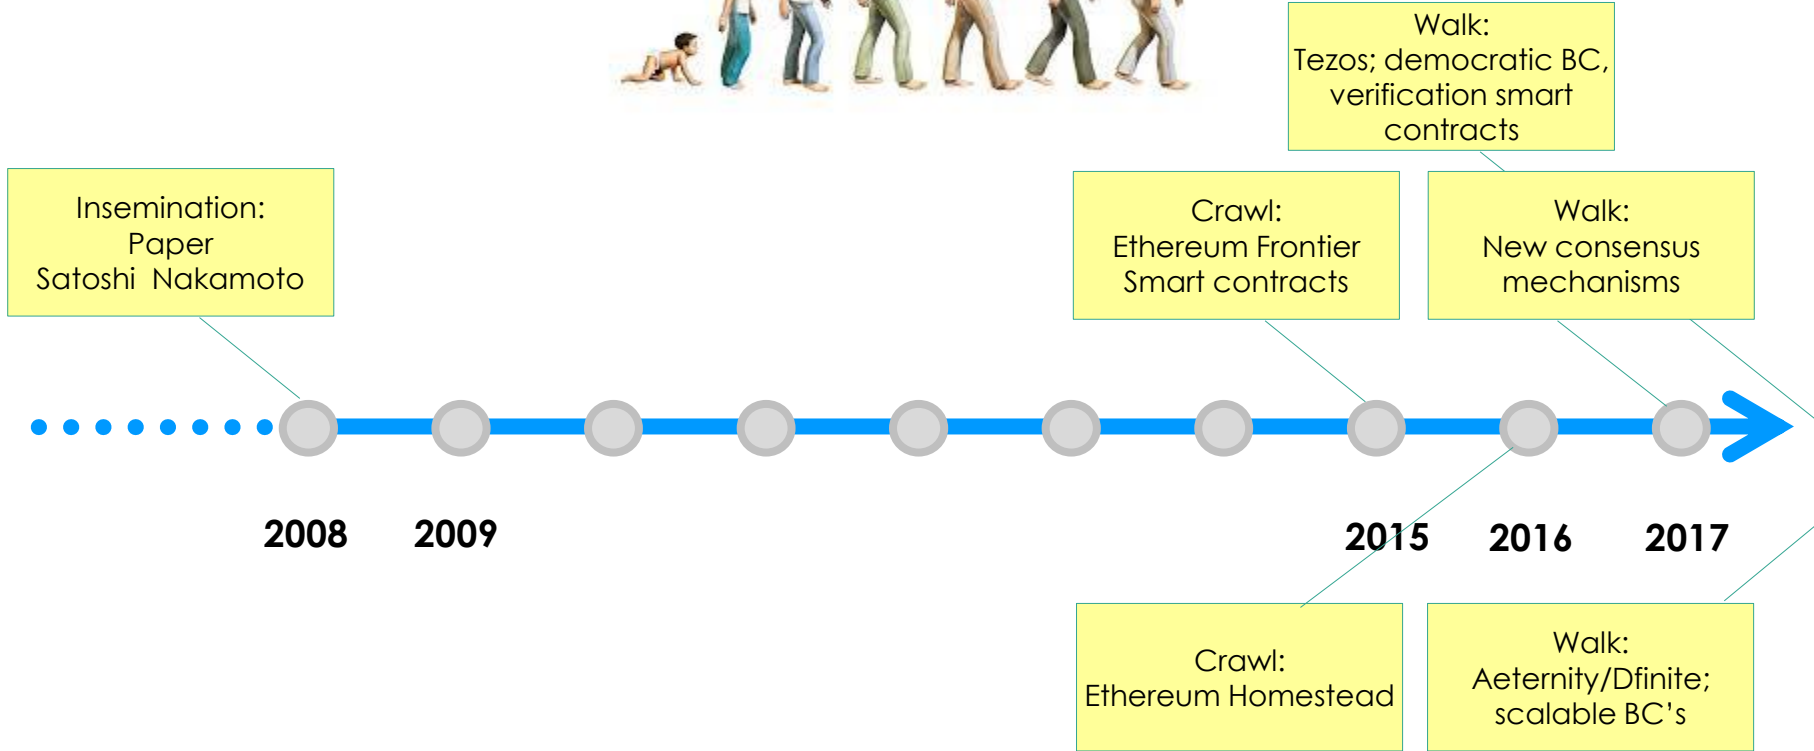 Walk:
Tezos; democratic BC,
verification smart
contracts
Insemination:
Paper
Satoshi Nakamoto
Crawl:
Ethereum Frontier
Smart contracts
Walk:
New consensus
mechanisms
2008
2009
2015
2016
2017
Crawl:
Ethereum Homestead
Walk:
Aeternity/Dfinite;
scalable BC’s